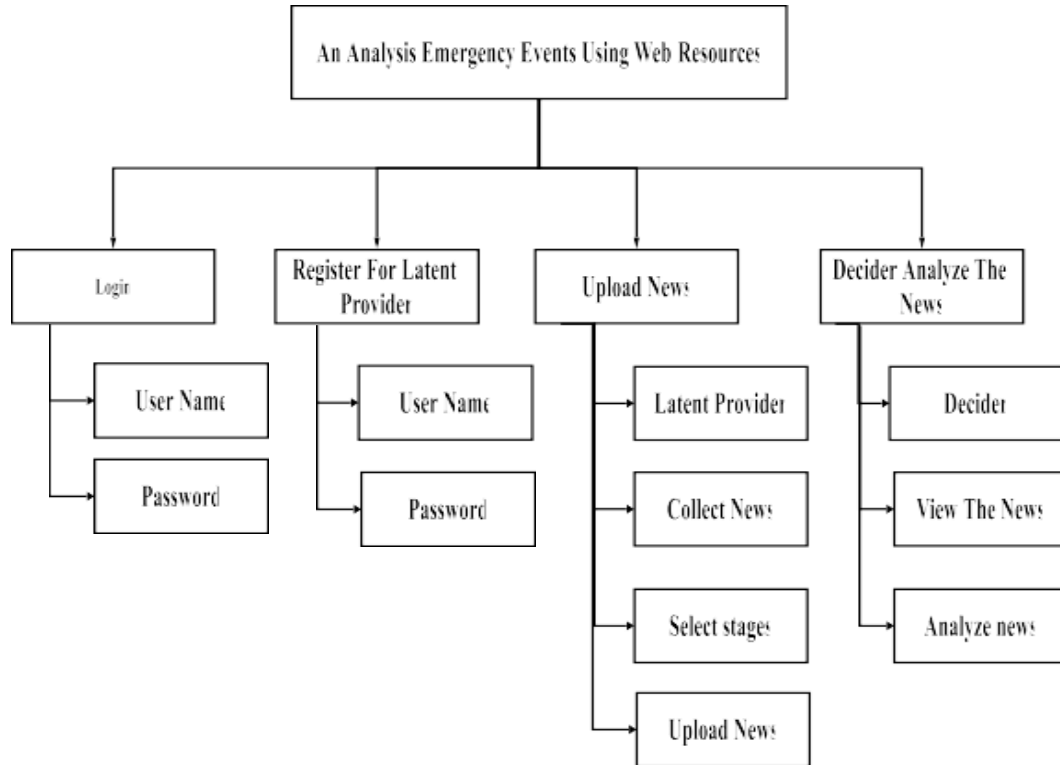 An Analysis Emergency Events Using Web Resources
Login
Register For Latent
Provider
Upload News
Decider Analyze The
News
User Name
Password
User Name
Password
Latent Provider
Collect News
Select stages
Upload News
Decider
View The News
Analyze news